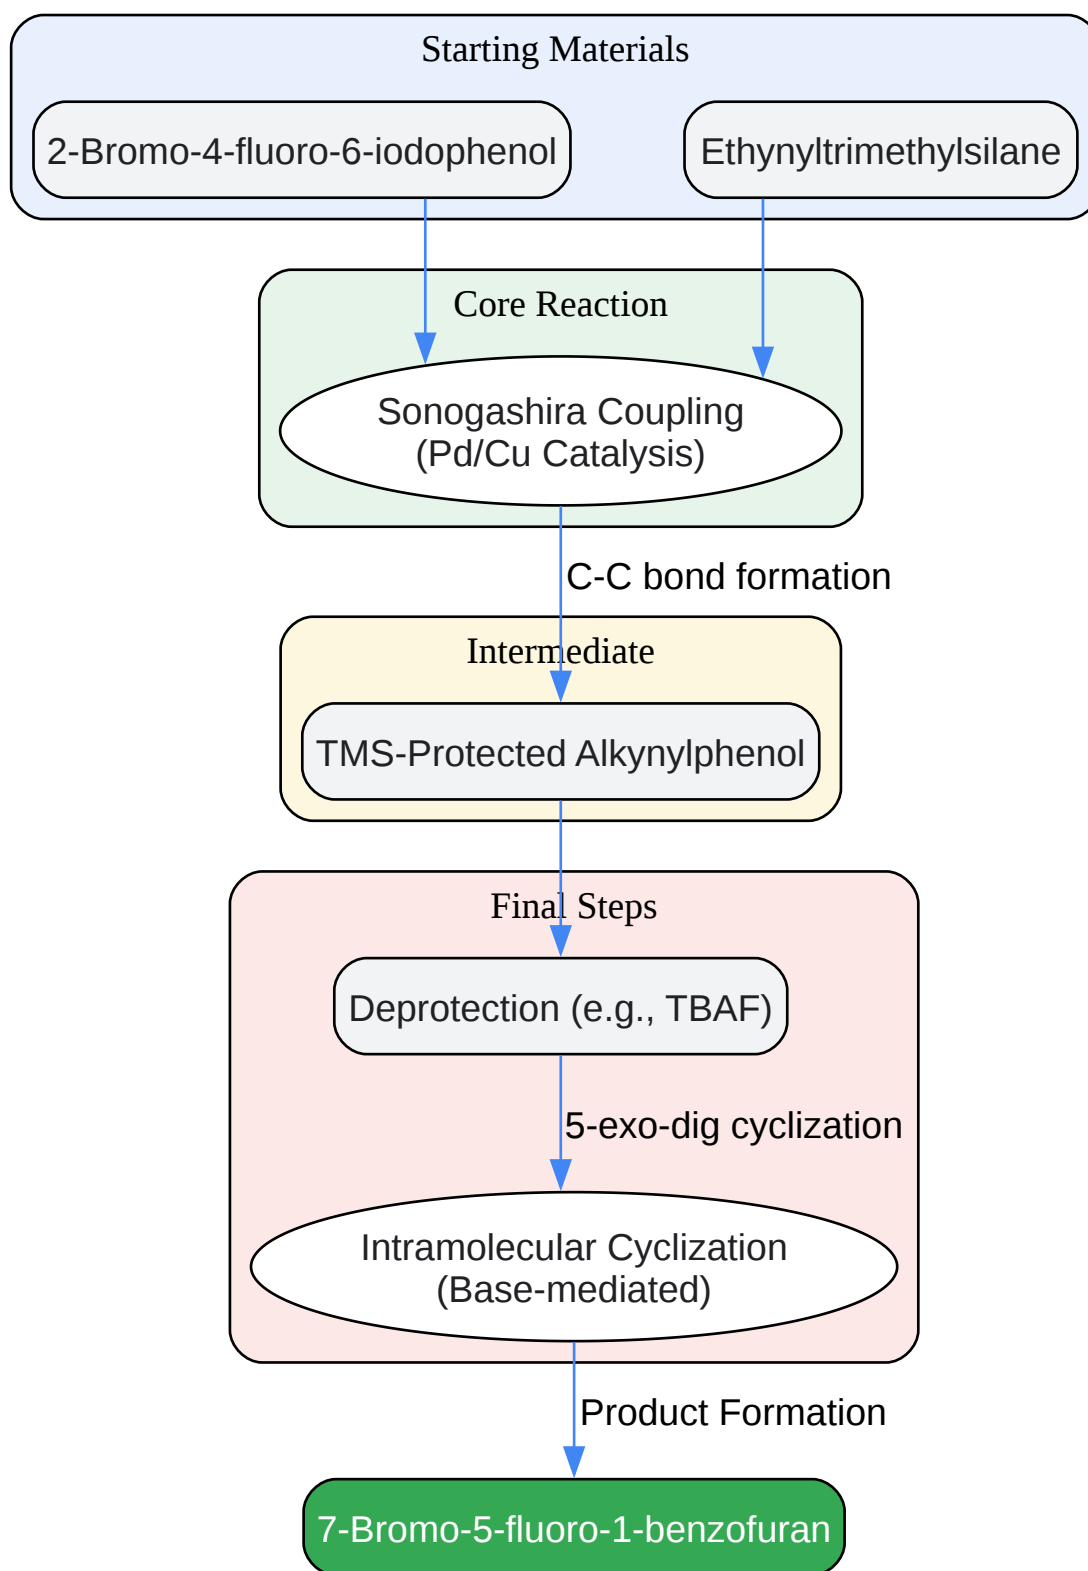 Starting Materials
2-Bromo-4-fluoro-6-iodophenol
Ethynyltrimethylsilane
Core Reaction
Sonogashira Coupling
(Pd/Cu Catalysis)
C-C bond formation
Intermediate
TMS-Protected Alkynylphenol
Final Steps
Deprotection (e.g., TBAF)
5-exo-dig cyclization
Intramolecular Cyclization
(Base-mediated)
Product Formation
7-Bromo-5-fluoro-1-benzofuran